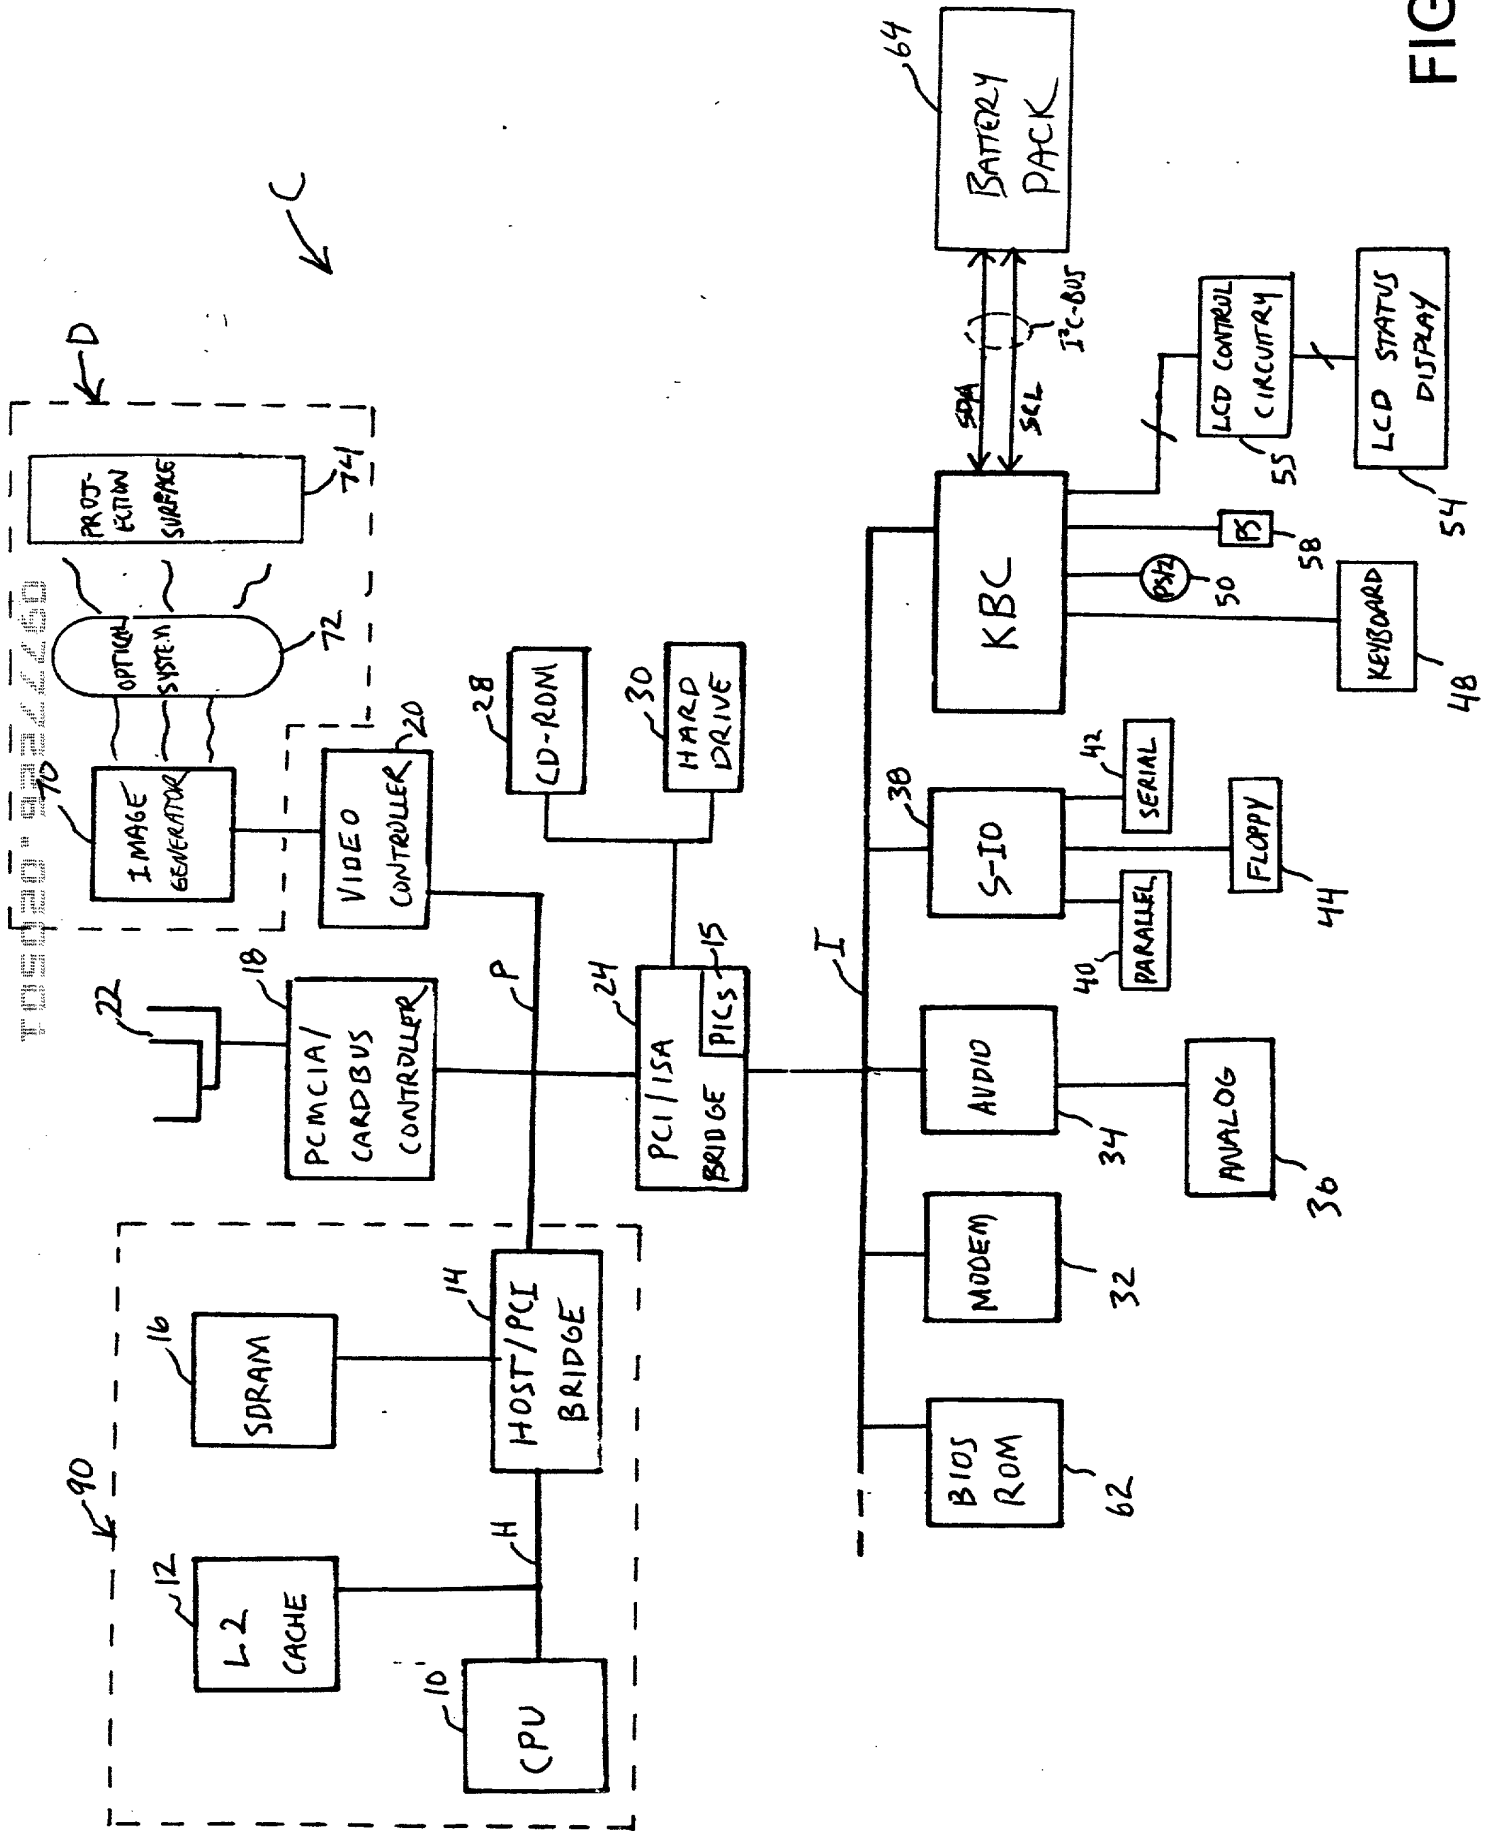 90
12
L2
CACHE
16
SDRAM
10
CPU
H
14
HOST/PCI
BRIDGE
22
18
PCMCIA/
CARDBUS
CONTROLLER
P
70
IMAGE
GENERATOR
OPTICAL
SYSTEM
72
PROJ-
ECTION
SURFACE
74
D
C
20
VIDEO
CONTROLLER
24
PCI/ISA
BRIDGE
PICS
15
28
CD-ROM
30
HARD
DRIVE
I
BIOS
ROM
62
MODEM
32
AUDIO
34
ANALOG
36
38
S-IO
40
PARALLEL
42
SERIAL
FLOPPY
44
KBC
KEYBOARD
48
PS/2
50
PS
58
SDA
SCL
I²C-BUS
64
BATTERY
PACK
LCD CONTROL
CIRCUITRY
55
LCD STATUS
DISPLAY
54
FIG